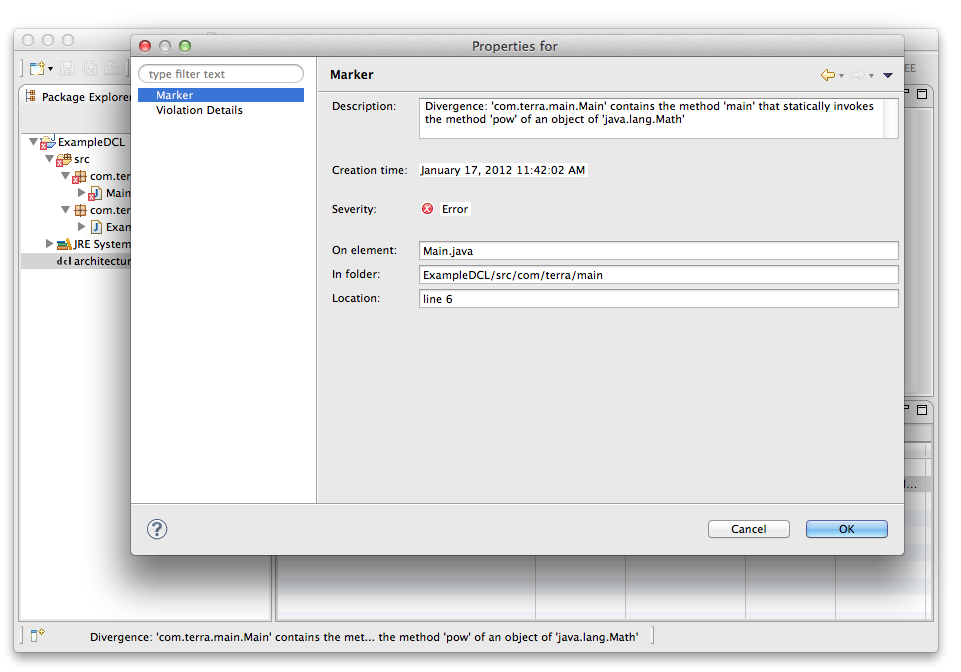 Properties for
EE
type filter text
Marker
Violation Details
Marker
Description:
Divergence: 'com.terra.main.Main' contains the method 'main' that statically invokes
the method 'pow' of an object of 'java.lang.Math'
Creation time:
January 17, 2012 11:42:02 AM
Severity:
Error
On element:
Main.java
In folder:
ExampleDCL/src/com/terra/main
Location:
line 6
Package Explorer
ExampleDCL
src
com.ter
Main
com.ter
Exam
JRE System
dcl architectur
?
Cancel
OK
Divergence: 'com.terra.main.Main' contains the met... the method 'pow' of an object of 'java.lang.Math'